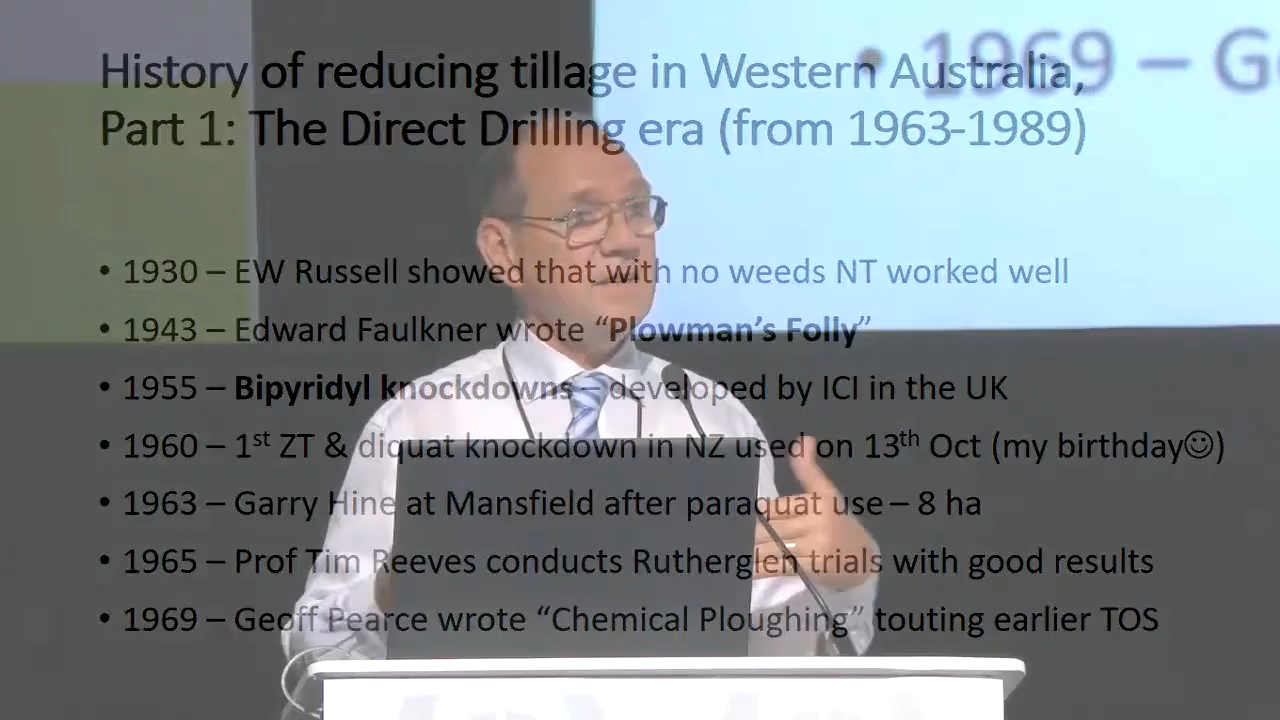 History of reducing tillage in Western Australia,
Part 1: The Direct Drilling era (from 1963-1989)
• 1969 – G
• 1930 – EW Russell showed that with no weeds NT worked well
• 1943 – Edward Faulkner wrote “Plowman’s Folly”
• 1955 – Bipyridyl knockdowns – developed by ICI in the UK
• 1960 – 1st ZT & diquat knockdown in NZ used on 13th Oct (my birthday☺)
• 1963 – Garry Hine at Mansfield after paraquat use – 8 ha
• 1965 – Prof Tim Reeves conducts Rutherglen trials with good results
• 1969 – Geoff Pearce wrote “Chemical Ploughing” touting earlier TOS